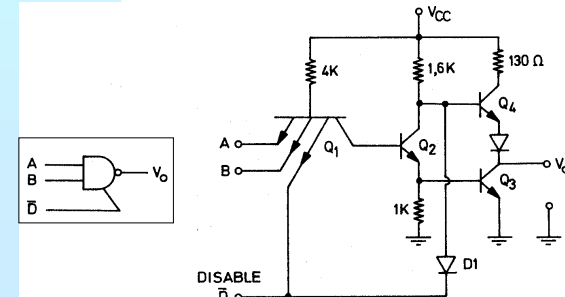 VCC
4K
1,6K
130 Ω
Q4
A
B
Q1
Q2
Vo
Q3
1K
A
B
D̅
Vo
D1
DISABLE
D̅